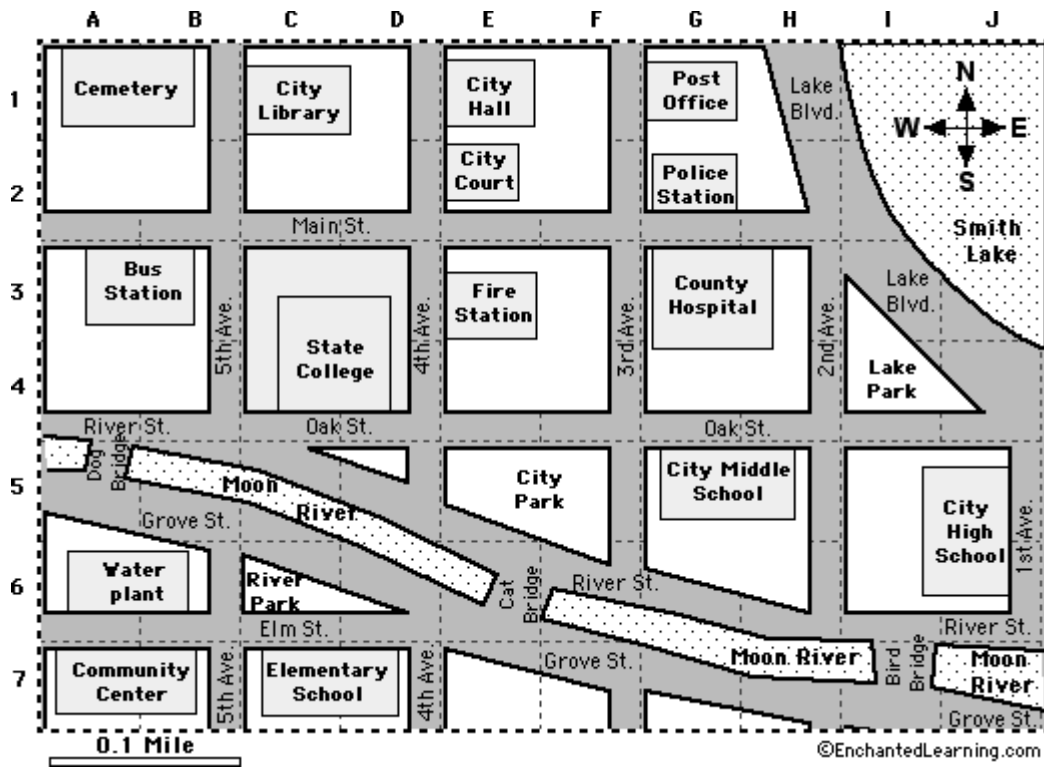 A B C D E F G H I J
1
Cemetery
City
Library
City
Hall
Post
Office
Lake
Blvd.
N
W E
S
2
City
Court
Police
Station
Main St.
Smith
Lake
3
Bus
Station
5th Ave.
State
College
4th Ave.
Fire
Station
3rd Ave.
County
Hospital
2nd Ave.
Lake
Blvd.
4
Lake
Park
River St.
Oak St.
Oak St.
5
Dog
Bridge
Moon
River
Grove St.
City
Park
City Middle
School
City
High
School
1st Ave.
6
Water
plant
River
Park
Cat
Bridge
River St.
Elm St.
River St.
7
Community
Center
5th Ave.
Elementary
School
4th Ave.
Grove St.
Moon River
Bird
Bridge
Moon
River
Grove St.
0.1 Mile
©EnchantedLearning.com